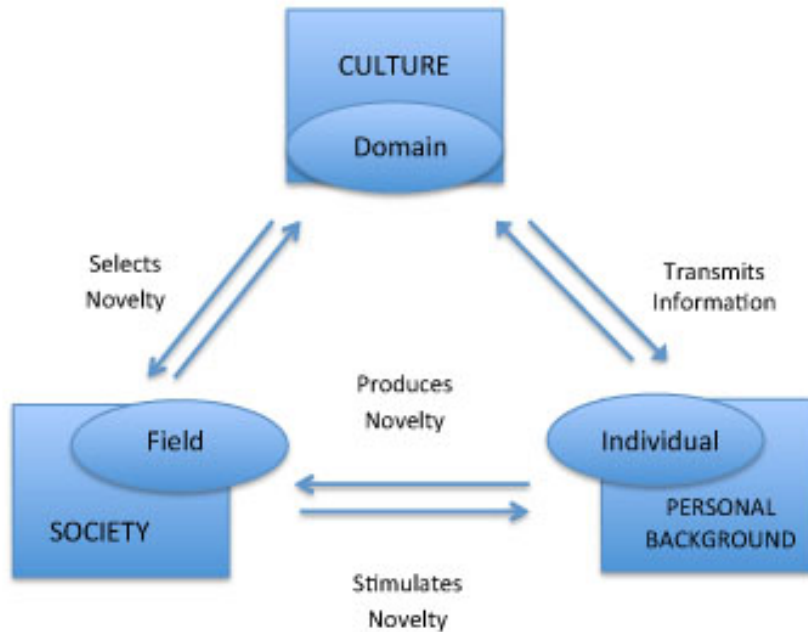 CULTURE
Domain
Selects
Novelty
Transmits
Information
Produces
Novelty
Field
Individual
SOCIETY
PERSONAL
BACKGROUND
Stimulates
Novelty